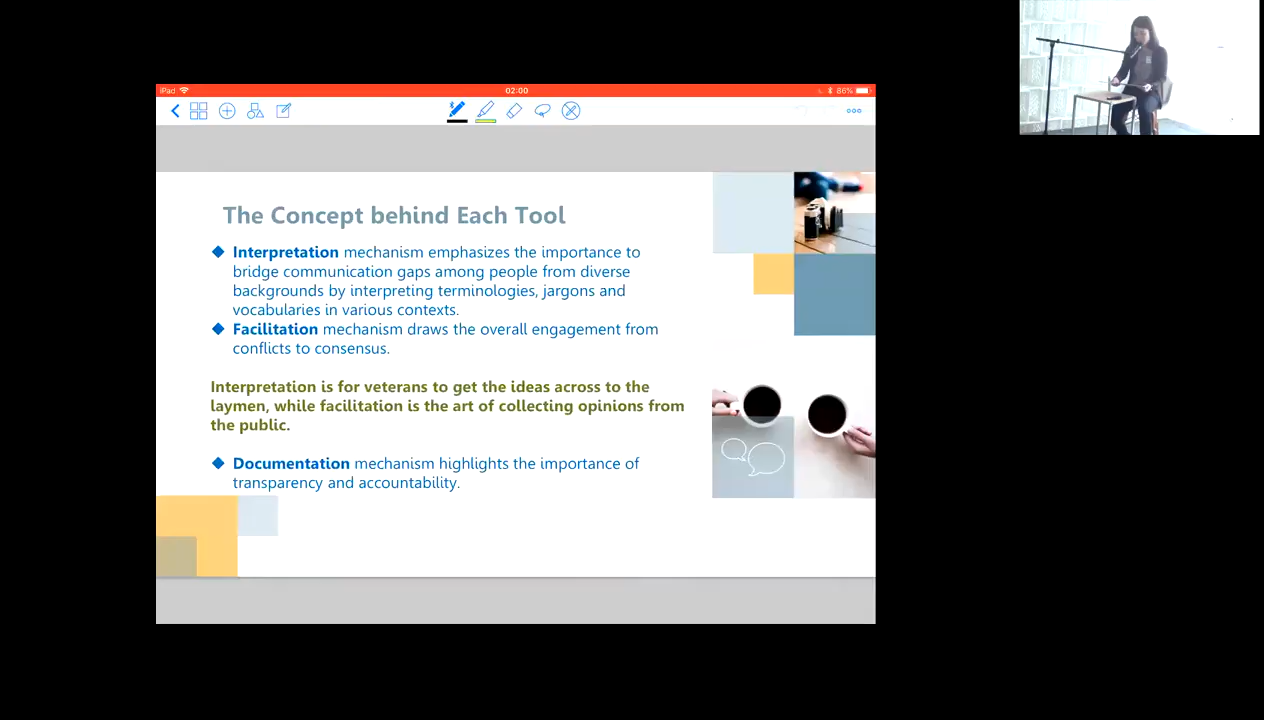 iPad
02:00
86%
The Concept behind Each Tool
Interpretation mechanism emphasizes the importance to
bridge communication gaps among people from diverse
backgrounds by interpreting terminologies, jargons and
vocabularies in various contexts.
Facilitation mechanism draws the overall engagement from
conflicts to consensus.
Interpretation is for veterans to get the ideas across to the
laymen, while facilitation is the art of collecting opinions from
the public.
Documentation mechanism highlights the importance of
transparency and accountability.